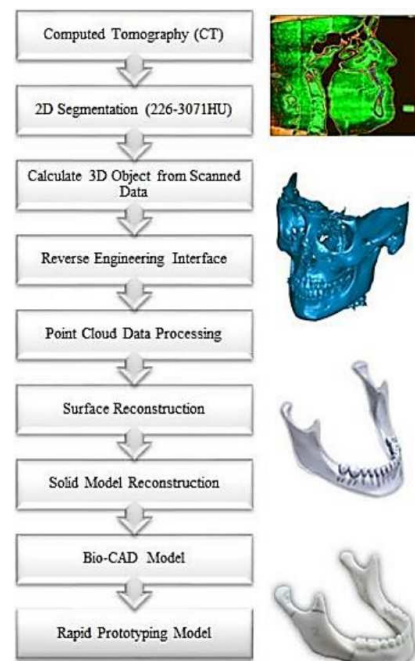 Computed Tomography (CT)
2D Segmentation (226-3071HU)
Calculate 3D Object from Scanned
Data
Reverse Engineering Interface
Point Cloud Data Processing
Surface Reconstruction
Solid Model Reconstruction
Bio-CAD Model
Rapid Prototyping Model